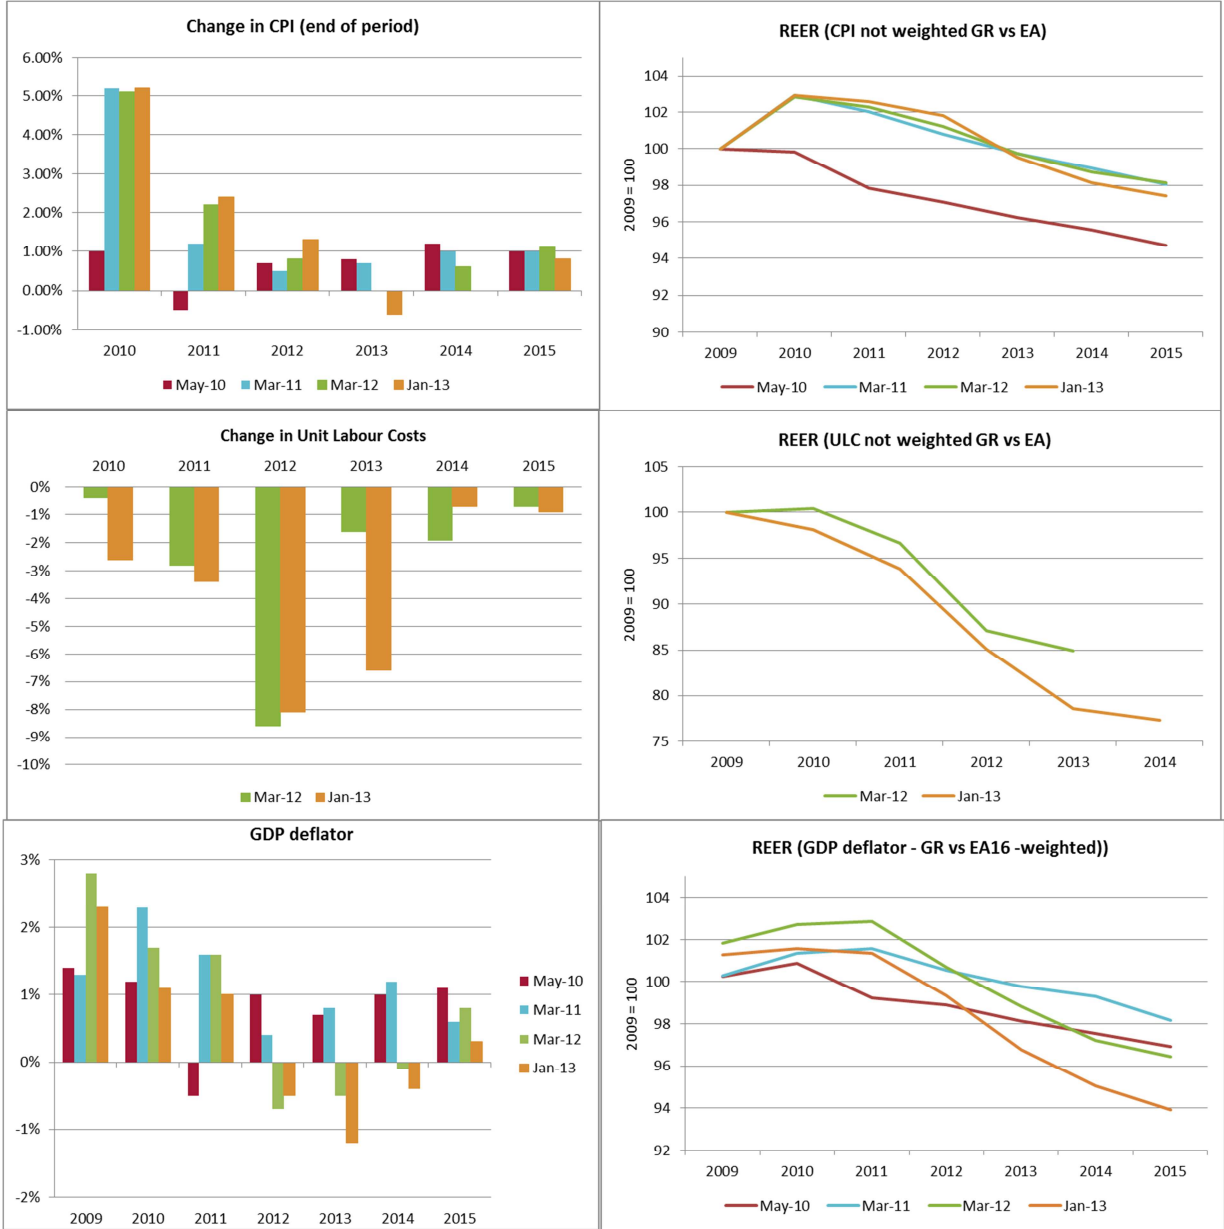 Change in CPI (end of period)
6.00%
5.00%
4.00%
3.00%
2.00%
1.00%
0.00%
-1.00%
2010 2011 2012 2013 2014 2015
May-10 Mar-11 Mar-12 Jan-13
REER (CPI not weighted GR vs EA)
2009 = 100
104
102
100
98
96
94
92
90
2009 2010 2011 2012 2013 2014 2015
May-10 Mar-11 Mar-12 Jan-13
Change in Unit Labour Costs
2010 2011 2012 2013 2014 2015
0%
-1%
-2%
-3%
-4%
-5%
-6%
-7%
-8%
-9%
-10%
Mar-12 Jan-13
REER (ULC not weighted GR vs EA)
2009 = 100
105
100
95
90
85
80
75
2009 2010 2011 2012 2013 2014
Mar-12 Jan-13
GDP deflator
3%
2%
1%
0%
-1%
-2%
2009 2010 2011 2012 2013 2014 2015
May-10
Mar-11
Mar-12
Jan-13
REER (GDP deflator - GR vs EA16 -weighted))
2009 = 100
104
102
100
98
96
94
92
2009 2010 2011 2012 2013 2014 2015
May-10 Mar-11 Mar-12 Jan-13